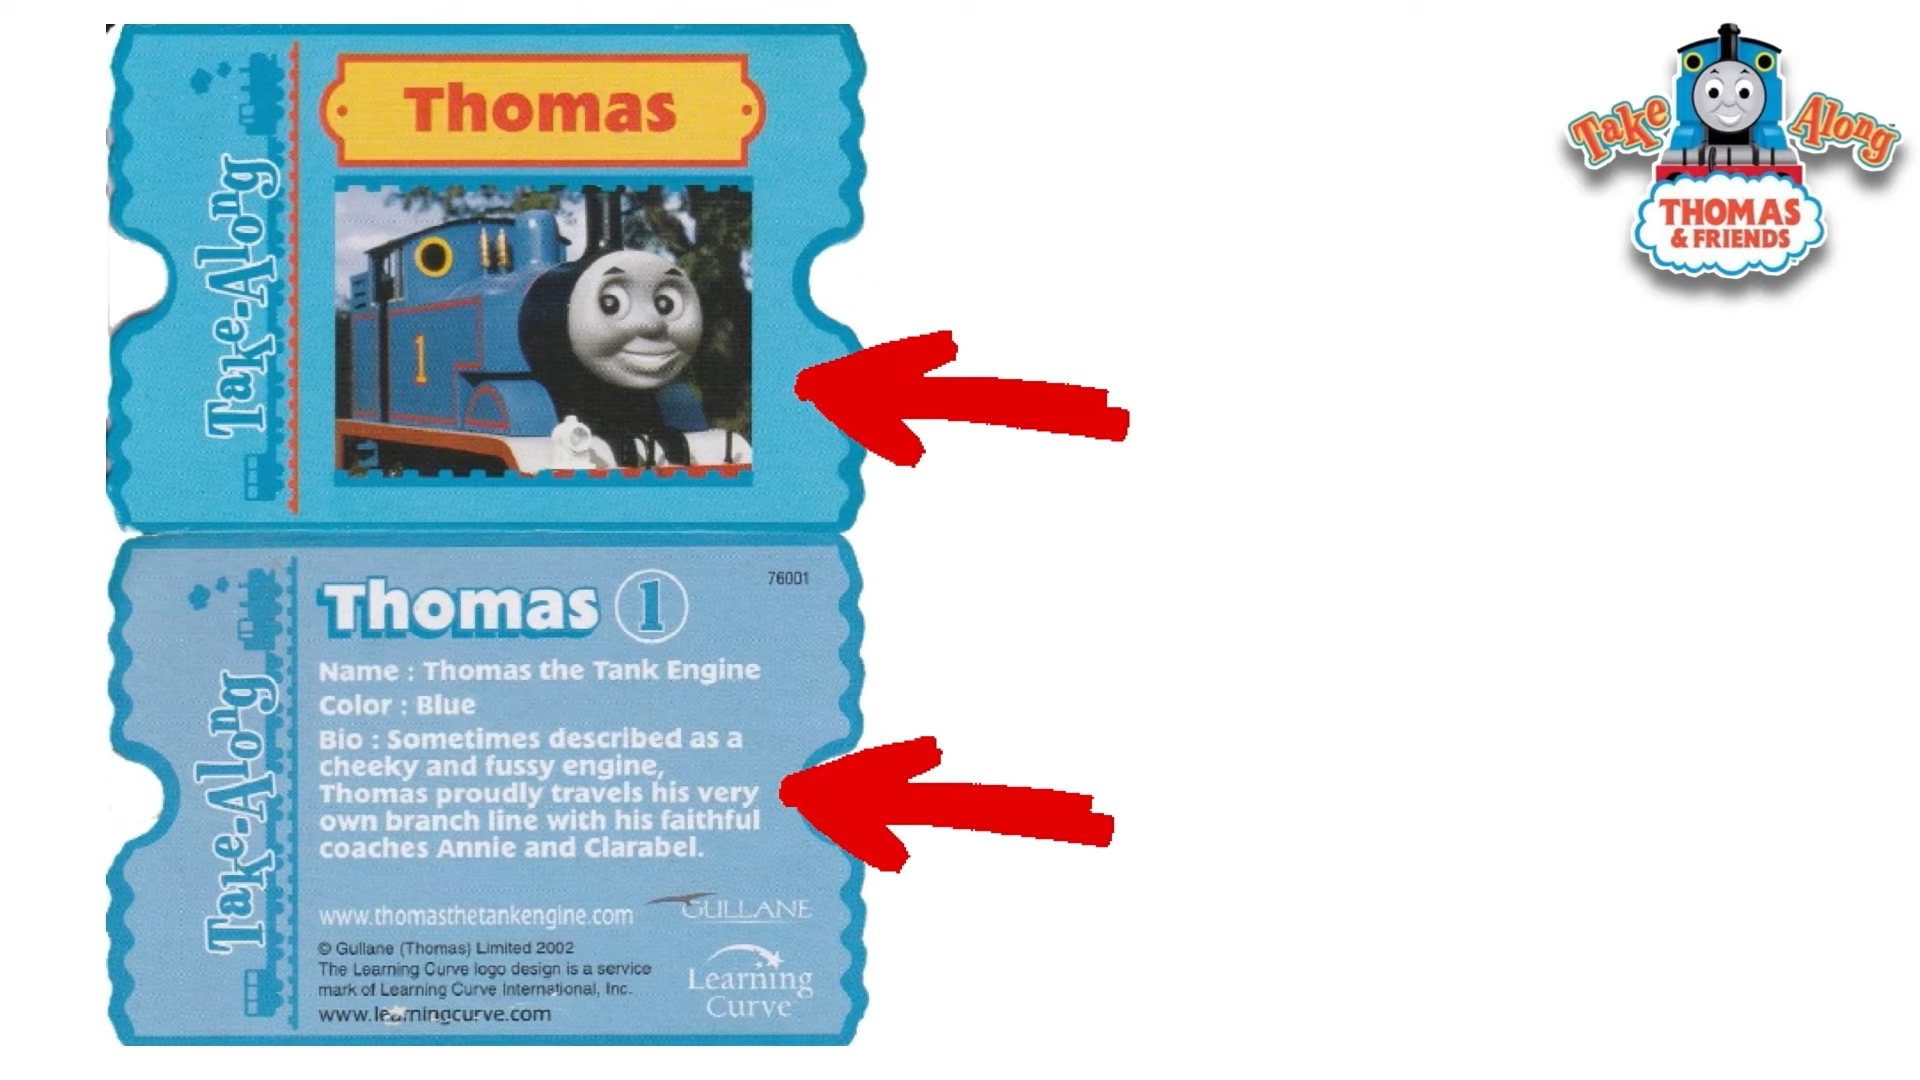 Take-Along
Thomas
1
Take Along
THOMAS
& FRIENDS
Take-Along
Thomas 1
76001
Name : Thomas the Tank Engine
Color : Blue
Bio : Sometimes described as a
cheeky and fussy engine,
Thomas proudly travels his very
own branch line with his faithful
coaches Annie and Clarabel.
www.thomasthetankengine.com
GULLANE
© Gullane (Thomas) Limited 2002
The Learning Curve logo design is a service
mark of Learning Curve International, Inc.
www.learningcurve.com
Learning
Curve